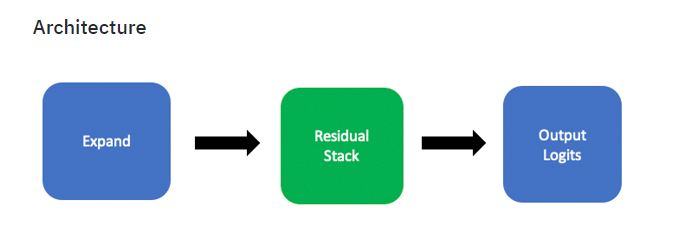 Architecture
Expand
Residual
Stack
Output
Logits